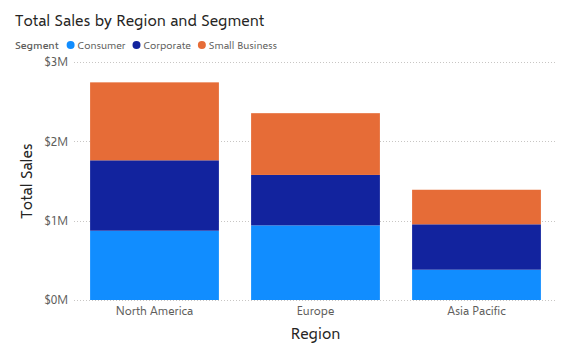 Total Sales by Region and Segment
Segment Consumer Corporate Small Business
$3M
$2M
$1M
$0M
Total Sales
North America Europe Asia Pacific
Region